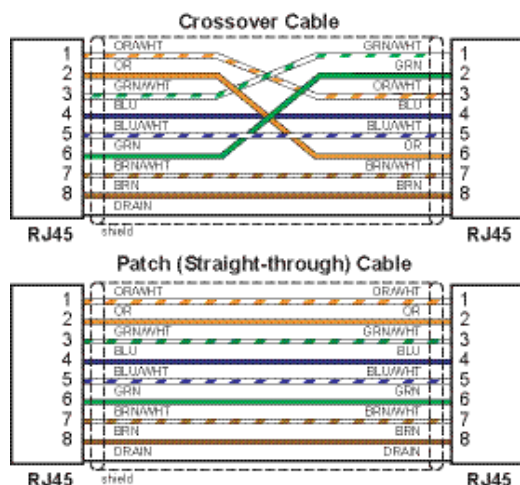 Crossover Cable
1 OR/WHT GRN/WHT 1
2 OR GRN 2
3 GRN/WHT OR/WHT 3
4 BLU BLU 4
5 BLU/WHT BLU/WHT 5
6 GRN OR 6
7 BRN/WHT BRN/WHT 7
8 BRN BRN 8
DRAIN
RJ45 shield RJ45
Patch (Straight-through) Cable
1 OR/WHT OR/WHT 1
2 OR OR 2
3 GRN/WHT GRN/WHT 3
4 BLU BLU 4
5 BLU/WHT BLU/WHT 5
6 GRN GRN 6
7 BRN/WHT BRN/WHT 7
8 BRN BRN 8
DRAIN DRAIN
RJ45 shield RJ45